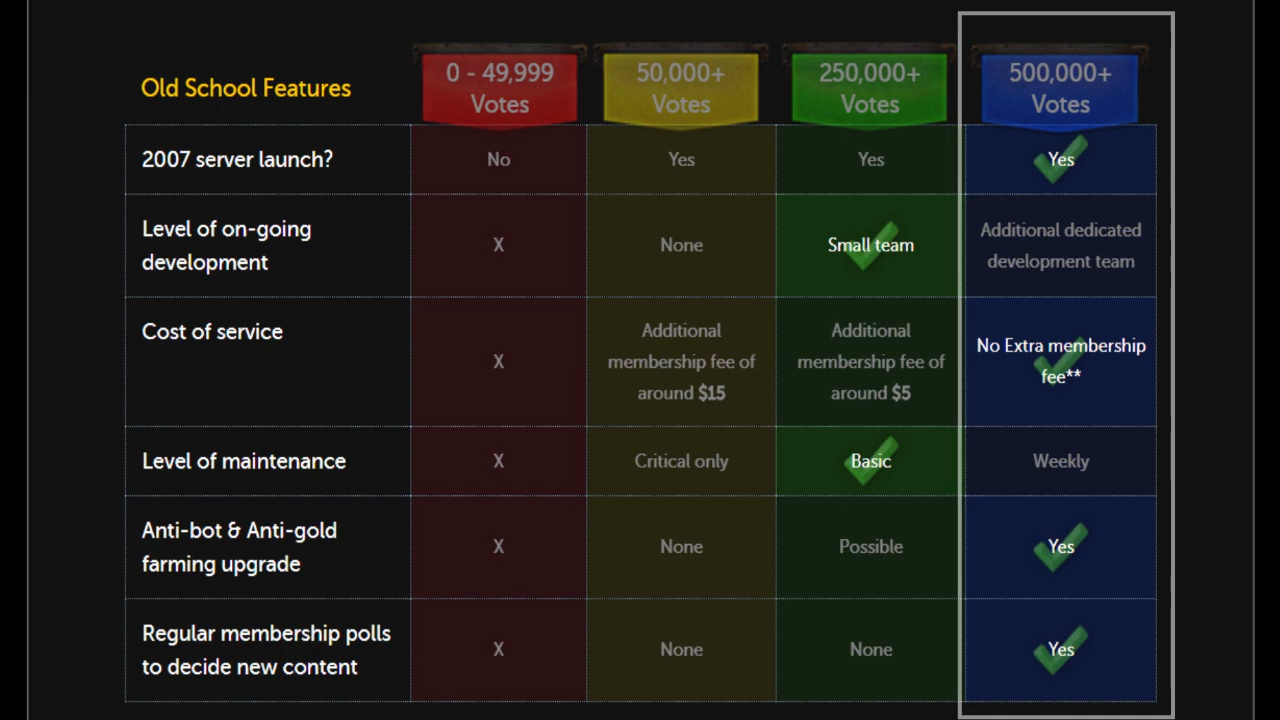 Old School Features
0 - 49,999
Votes
50,000+
Votes
250,000+
Votes
500,000+
Votes
2007 server launch?
No
Yes
Yes
Yes
Level of on-going
development
X
None
Small team
Additional dedicated
development team
Cost of service
X
Additional
membership fee of
around $15
Additional
membership fee of
around $5
No Extra membership
fee**
Level of maintenance
X
Critical only
Basic
Weekly
Anti-bot & Anti-gold
farming upgrade
X
None
Possible
Yes
Regular membership polls
to decide new content
X
None
None
Yes